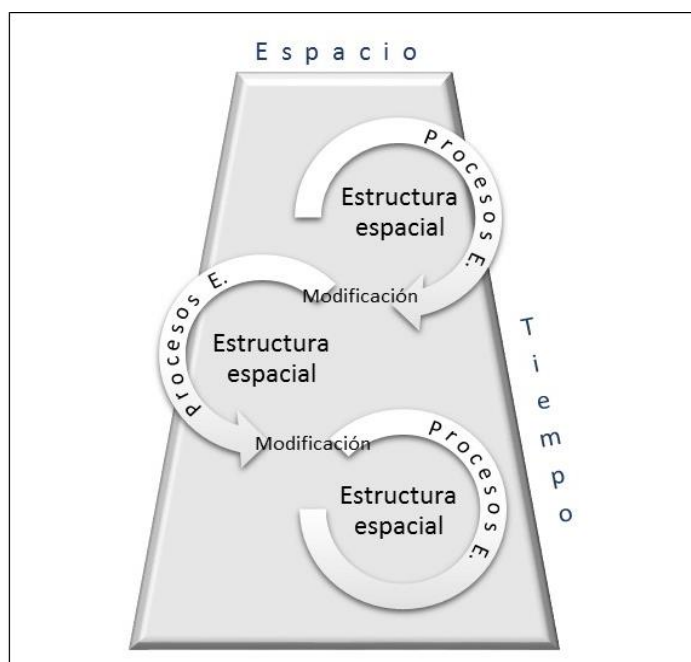 Espacio
Procesos E.
Estructura
espacial
Modificación
Procesos E.
Estructura
espacial
Tiempo
Modificación
Procesos E.
Estructura
espacial